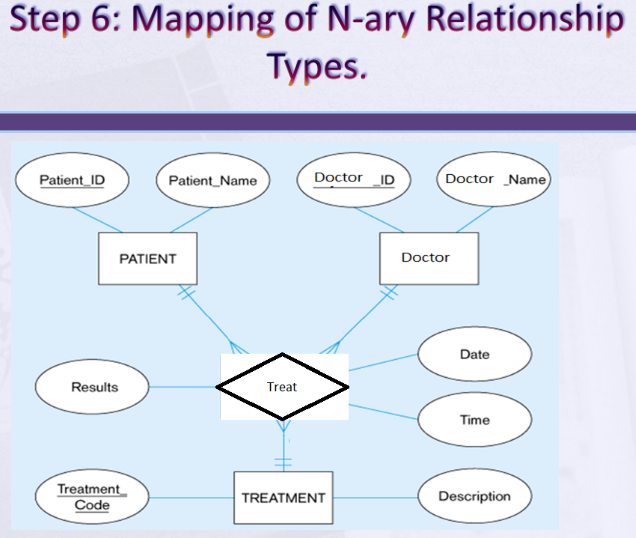 Step 6: Mapping of N-ary Relationship
Types.
Patient_ID
Patient_Name
Doctor _ID
Doctor _Name
PATIENT
Doctor
Date
Results
Treat
Time
Treatment_
Code
TREATMENT
Description